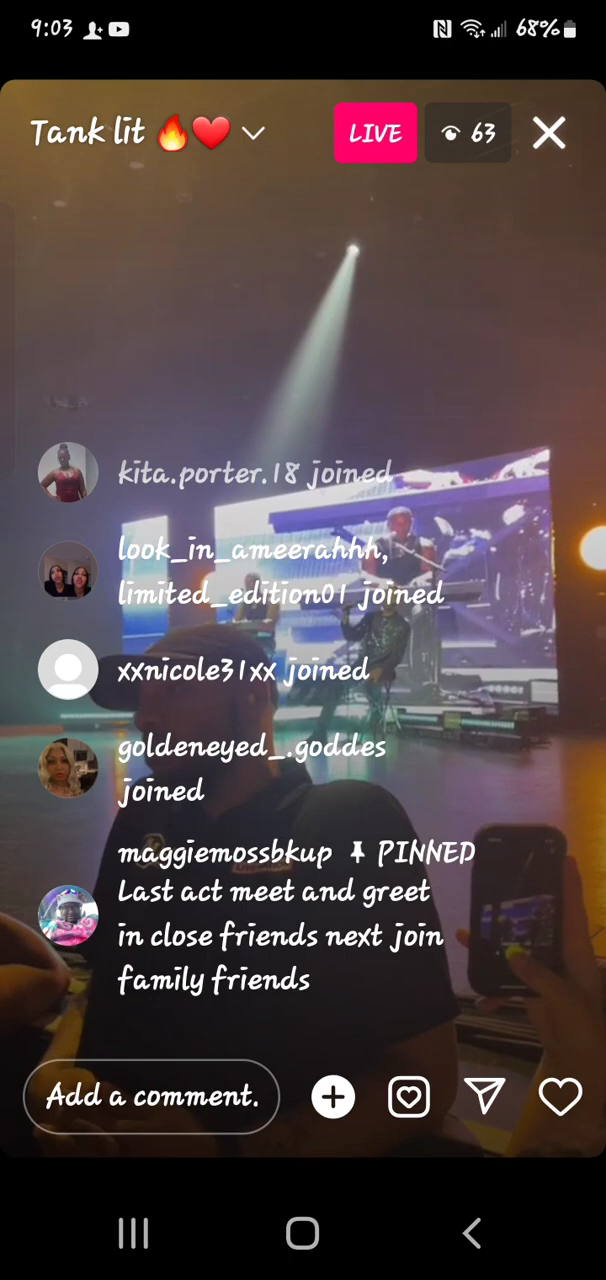 9:03
68%
Tank lit 🔥❤️
LIVE
63
kita.porter.18 joined
look_in_ameerahhh,
limited_edition01 joined
xxnicole31xx joined
goldeneyed_.goddes
joined
maggiemossbkup 📌 PINNED
Last act meet and greet
in close friends next join
family friends
Add a comment.